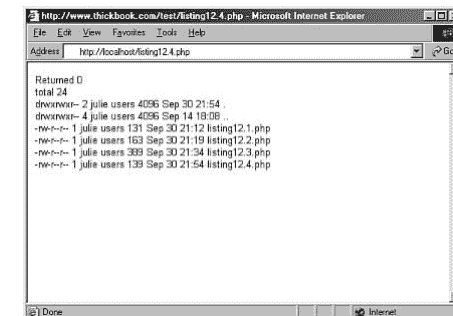 http://www.thickbook.com/test/listing12.4.php - Microsoft Internet Explorer
File Edit View Favorites Tools Help
Address http://localhost/listing12.4.php Go
Returned 0
total 24
drwxrwxr-- 2 julie users 4096 Sep 30 21:54 .
drwxrwxr-- 4 julie users 4096 Sep 14 18:08 ..
-rw-r--r-- 1 julie users 131 Sep 30 21:12 listing12.1.php
-rw-r--r-- 1 julie users 163 Sep 30 21:19 listing12.2.php
-rw-r--r-- 1 julie users 389 Sep 30 21:34 listing12.3.php
-rw-r--r-- 1 julie users 139 Sep 30 21:54 listing12.4.php
Done Internet